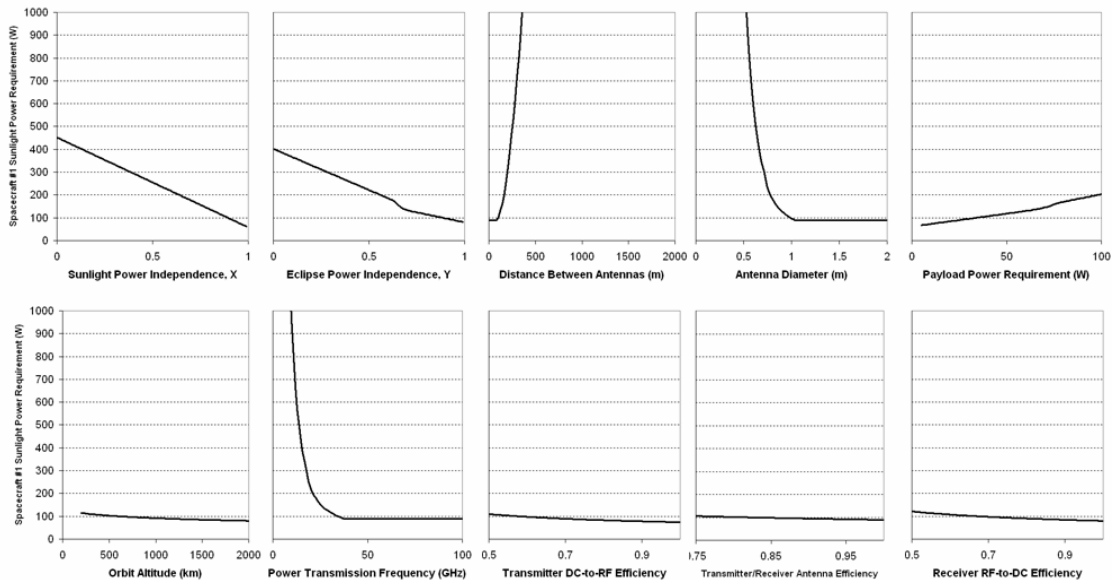 Spacecraft #1 Sunlight Power Requirement (W)
1000
900
800
700
600
500
400
300
200
100
0
0 0.5 1
Sunlight Power Independence, X
0 0.5 1
Eclipse Power Independence, Y
0 500 1000 1500 2000
Distance Between Antennas (m)
0 0.5 1 1.5 2
Antenna Diameter (m)
0 50 100
Payload Power Requirement (W)
Spacecraft #1 Sunlight Power Requirement (W)
1000
900
800
700
600
500
400
300
200
100
0
0 500 1000 1500 2000
Orbit Altitude (km)
0 50 100
Power Transmission Frequency (GHz)
0.5 0.7 0.9
Transmitter DC-to-RF Efficiency
0.75 0.85 0.95
Transmitter/Receiver Antenna Efficiency
0.5 0.7 0.9
Receiver RF-to-DC Efficiency